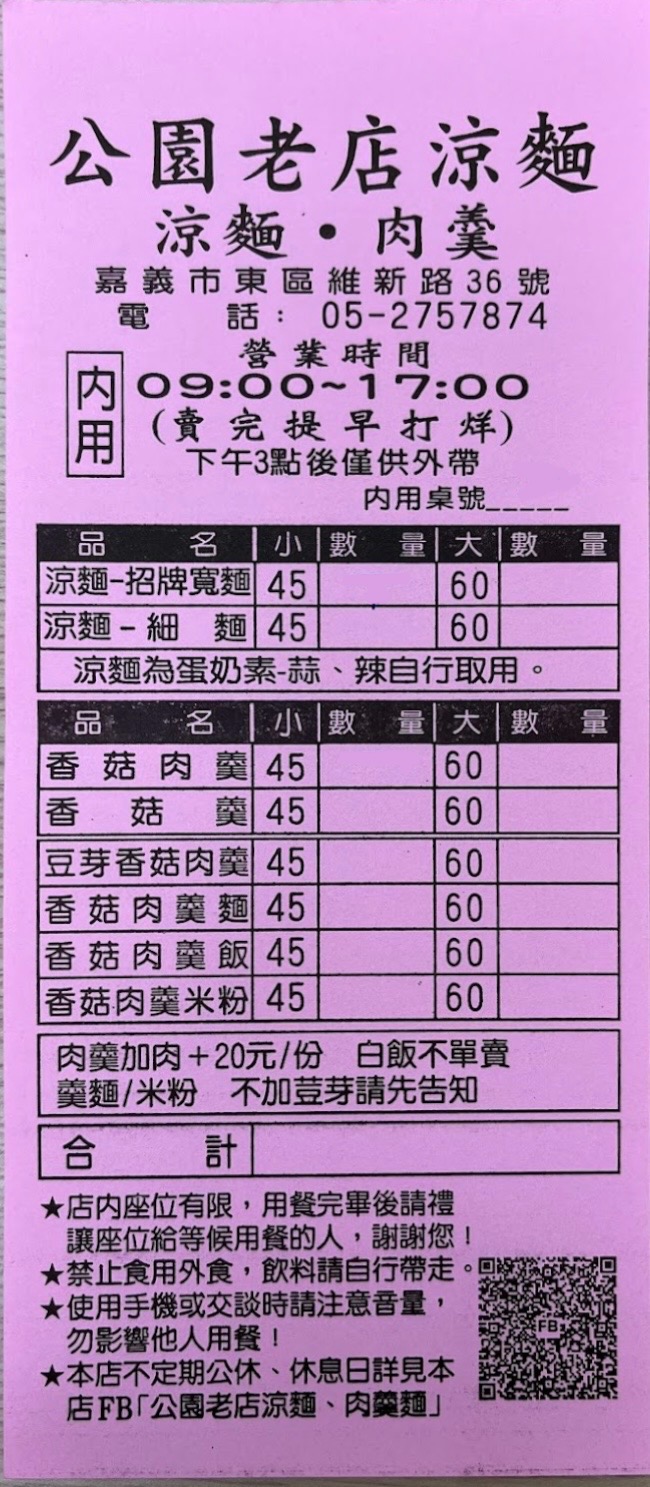 公園老店涼麵
涼麵・肉羹
嘉義市東區維新路36號
電話: 05-2757874
營業時間
內用
09:00~17:00
(賣完提早打烊)
下午3點後僅供外帶
內用桌號_____
品名 小 數量 大 數量
涼麵-招牌寬麵 45 60
涼麵-細麵 45 60
涼麵為蛋奶素-蒜、辣自行取用。
品名 小 數量 大 數量
香菇肉羹 45 60
香菇羹 45 60
豆芽香菇肉羹 45 60
香菇肉羹麵 45 60
香菇肉羹飯 45 60
香菇肉羹米粉 45 60
肉羹加肉+20元/份 白飯不單賣
羹麵/米粉 不加荳芽請先告知
合計
★店內座位有限,用餐完畢後請禮
讓座位給等候用餐的人,謝謝您!
★禁止食用外食,飲料請自行帶走。
★使用手機或交談時請注意音量,
勿影響他人用餐!
★本店不定期公休、休息日詳見本
店FB「公園老店涼麵、肉羹麵」
FB